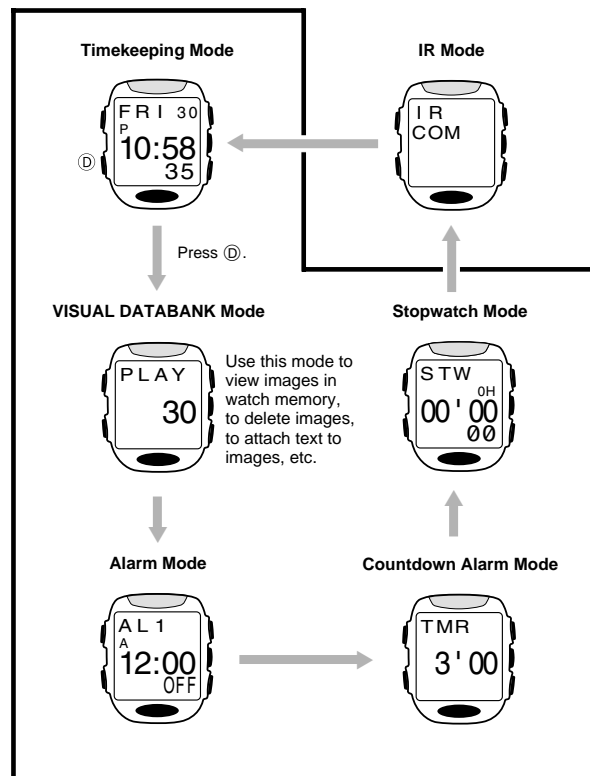 Timekeeping Mode
FRI 30
P
10:58
35
Ⓓ
Press Ⓓ.
IR Mode
IR
COM
VISUAL DATABANK Mode
PLAY
30
Use this mode to
view images in
watch memory,
to delete images,
to attach text to
images, etc.
Stopwatch Mode
STW
0H
00'00
00
Alarm Mode
AL1
A
12:00
OFF
Countdown Alarm Mode
TMR
3'00